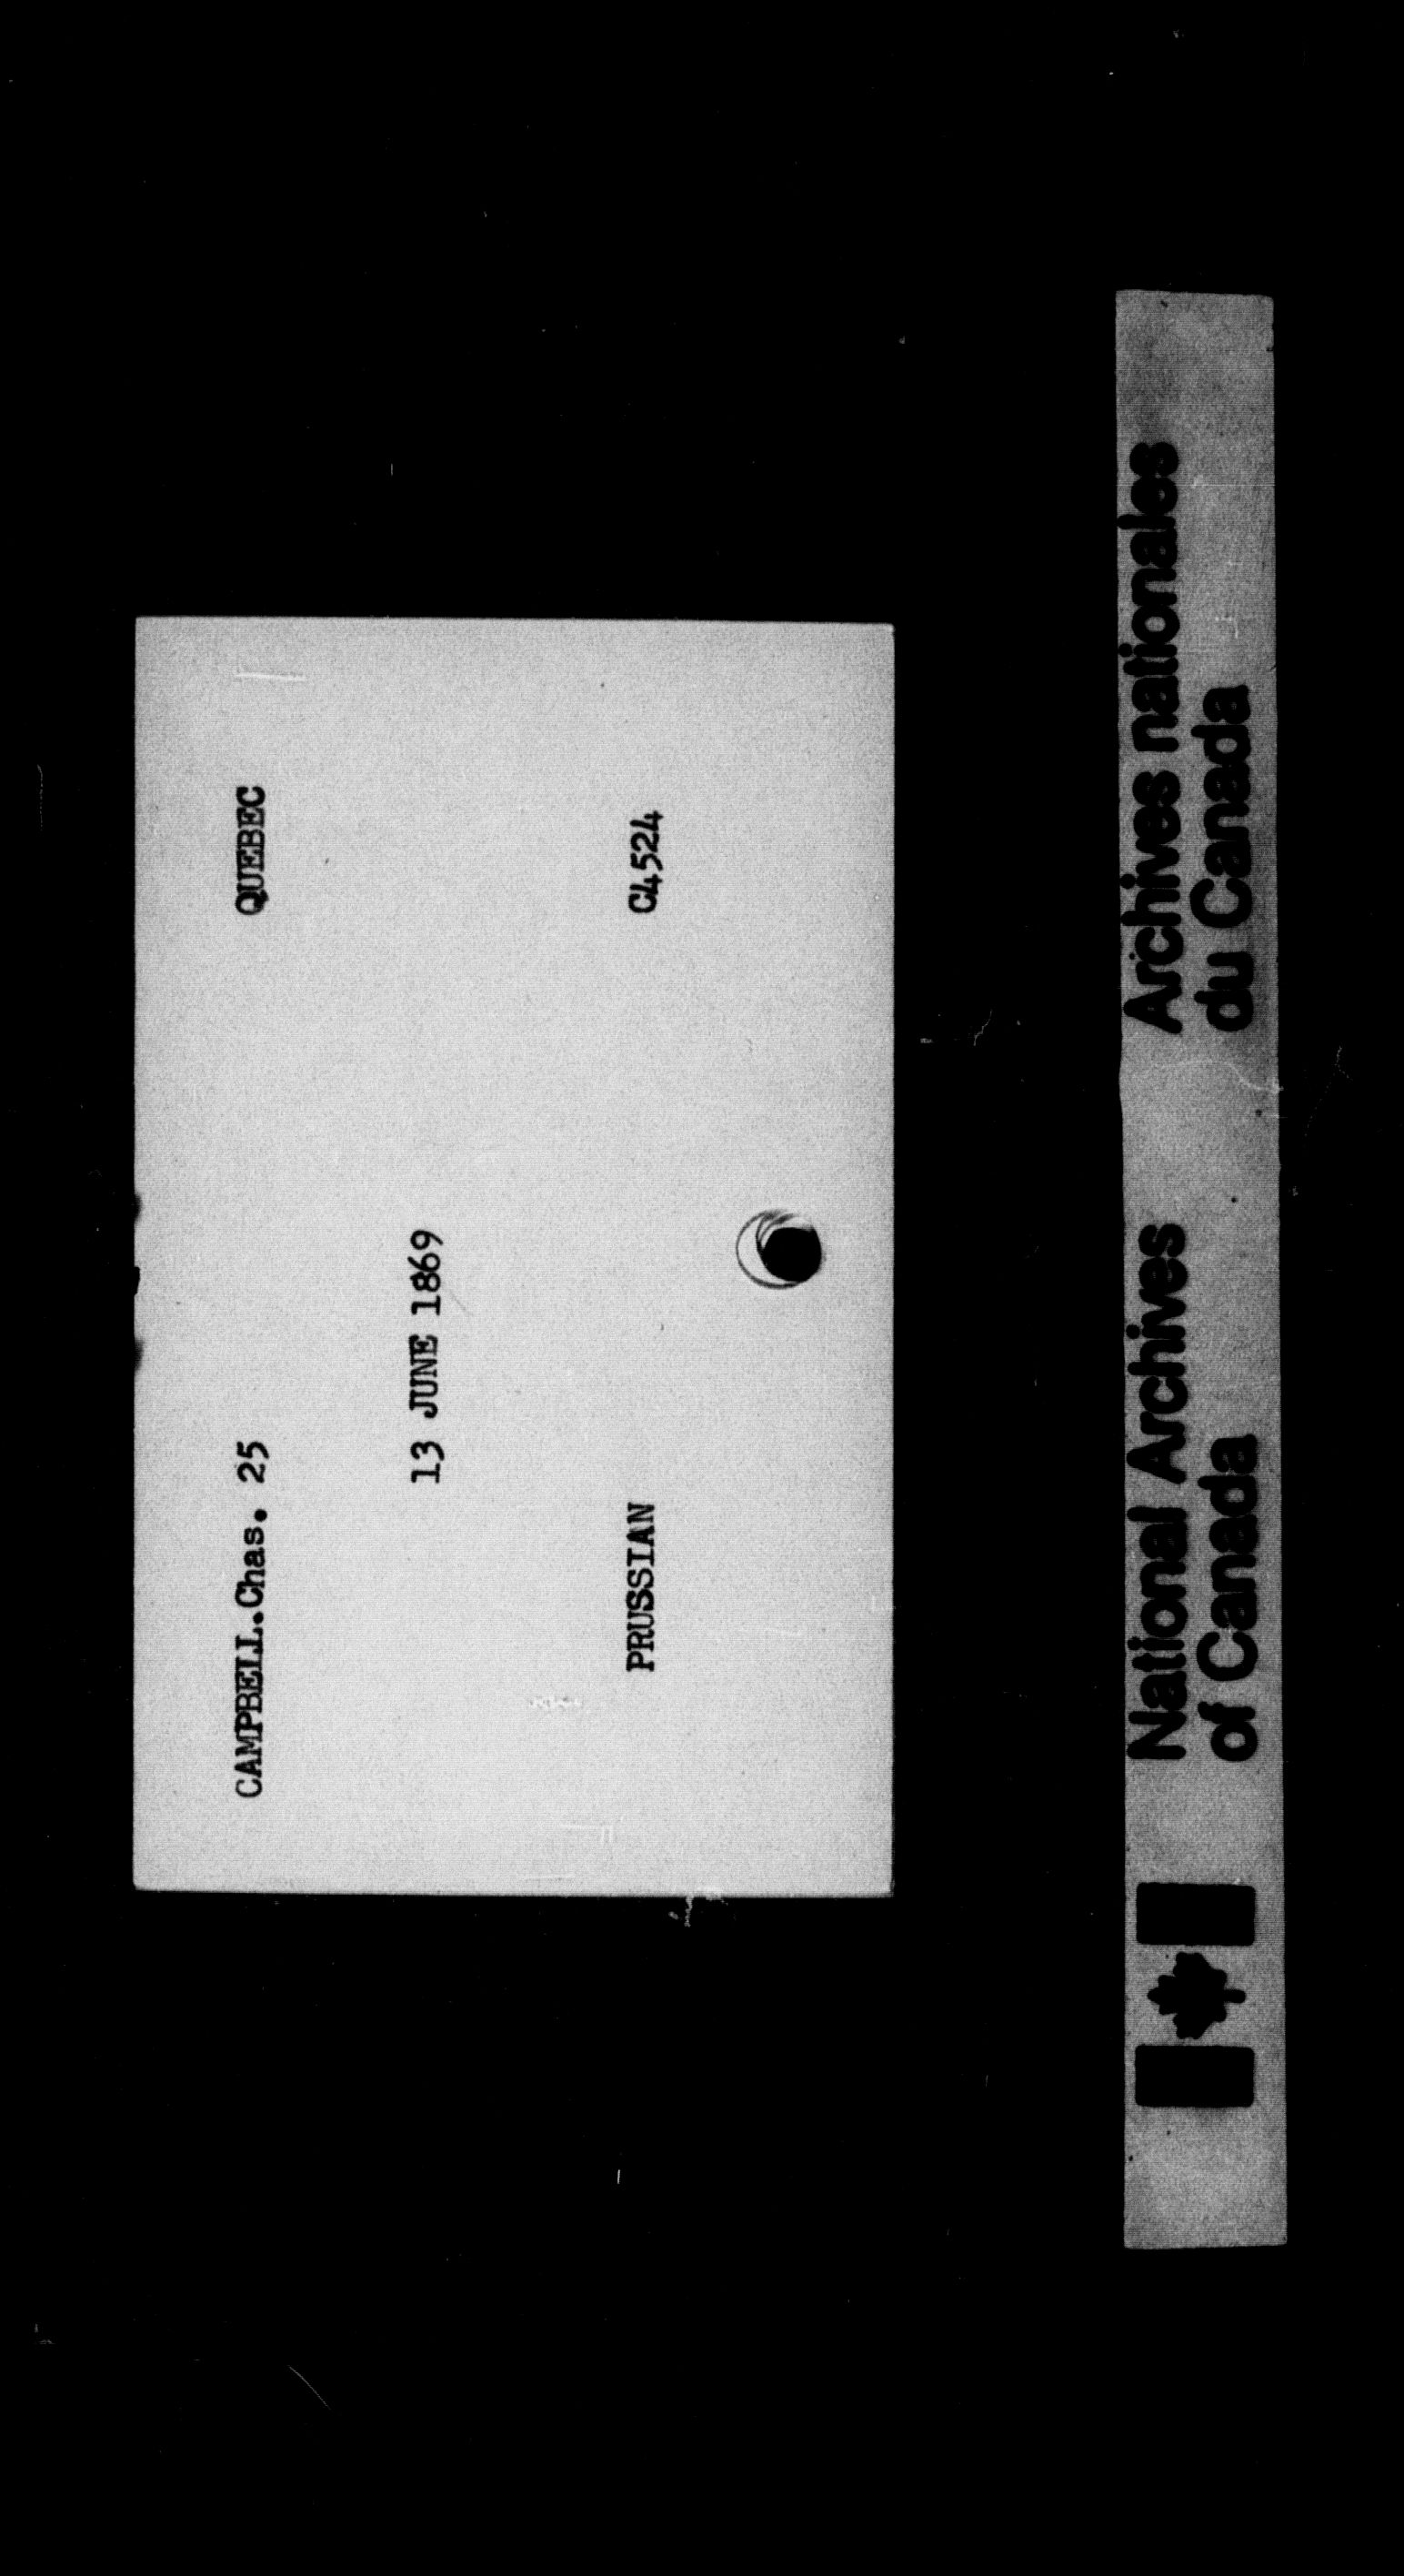 CAMPBELL.Chas. 25 QUEBEC
13 JUNE 1869
PRUSSIAN C4524
National Archives
of Canada
Archives nationales
du Canada